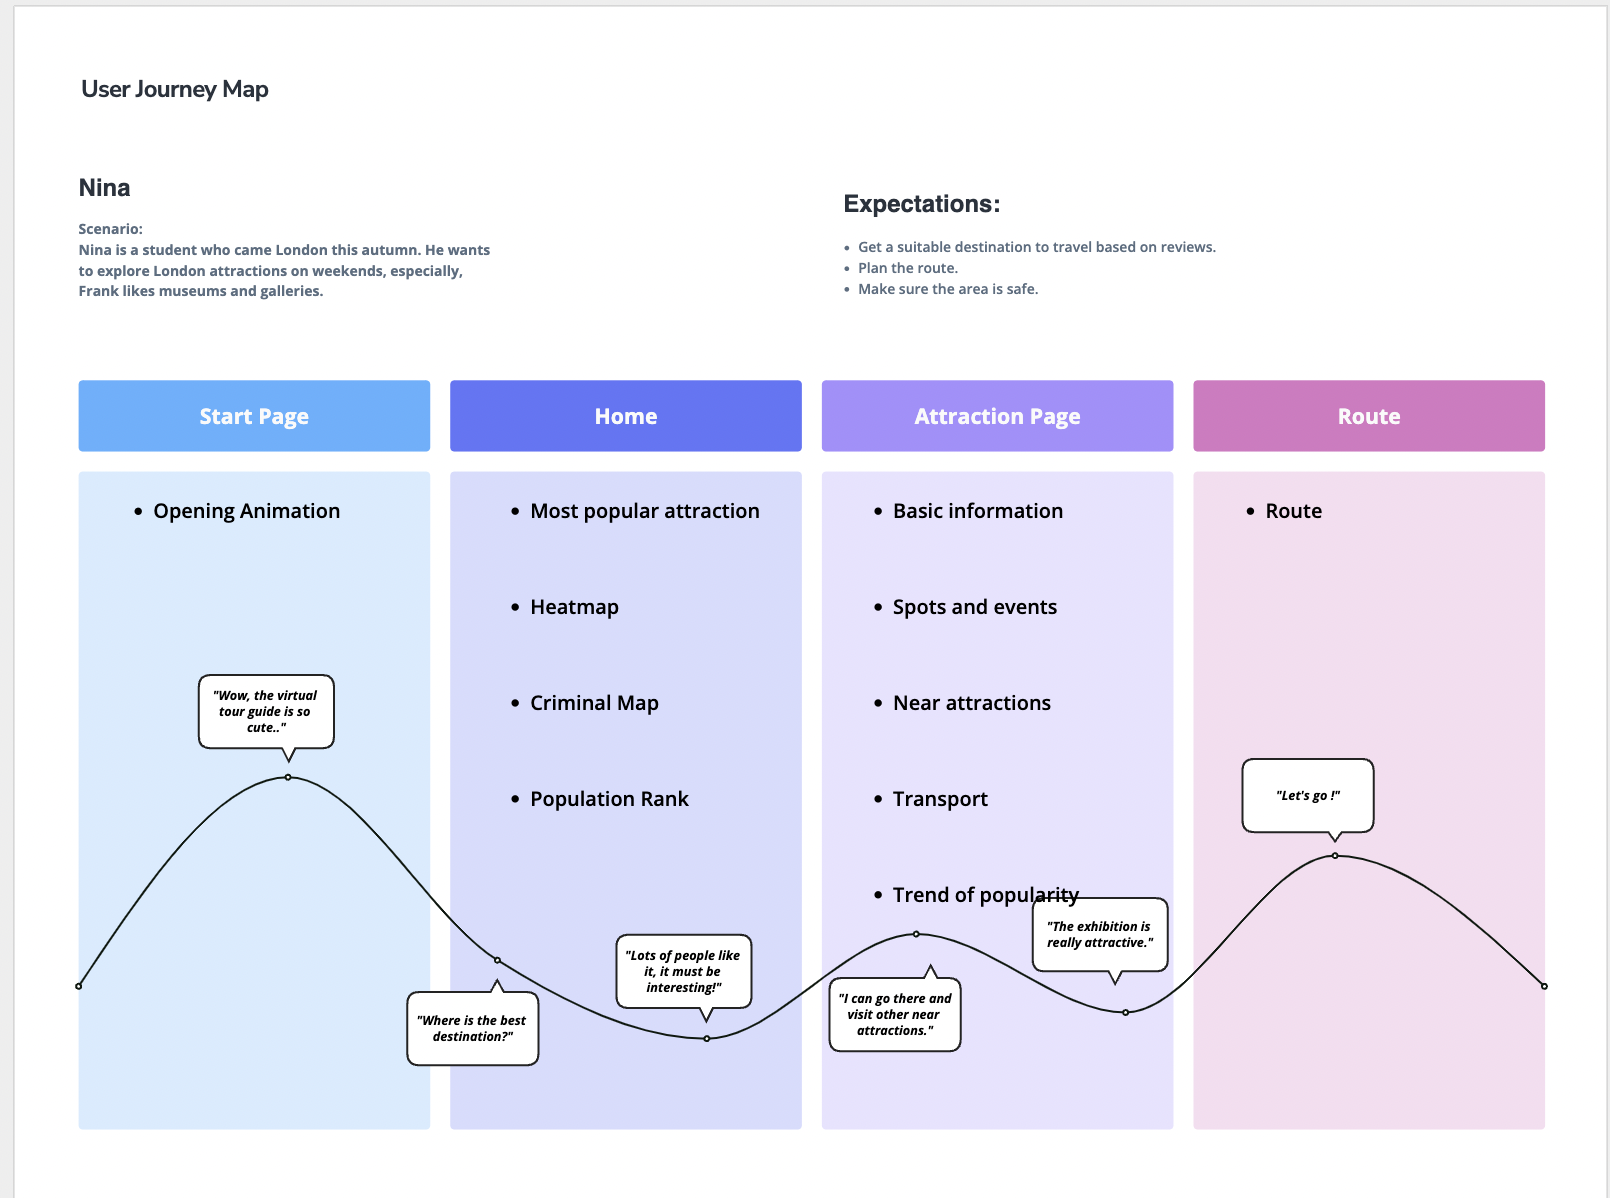 User Journey Map
Nina
Scenario:
Nina is a student who came London this autumn. He wants
to explore London attractions on weekends, especially,
Frank likes museums and galleries.
Expectations:
• Get a suitable destination to travel based on reviews.
• Plan the route.
• Make sure the area is safe.
Start Page
Home
Attraction Page
Route
• Opening Animation
"Wow, the virtual
tour guide is so
cute.."
• Most popular attraction
• Heatmap
• Criminal Map
• Population Rank
"Where is the best
destination?"
"Lots of people like
it, it must be
interesting!"
• Basic information
• Spots and events
• Near attractions
• Transport
• Trend of popularity
"I can go there and
visit other near
attractions."
"The exhibition is
really attractive."
• Route
"Let's go !"